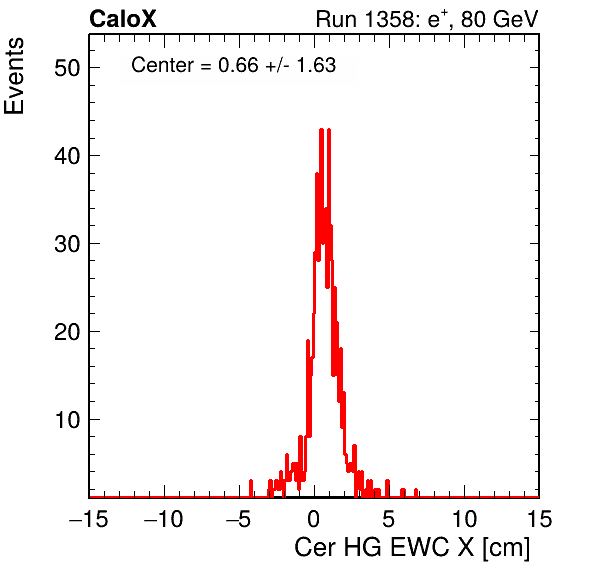 CaloX Run 1358: e⁺, 80 GeV
Center = 0.66 +/- 1.63
Events
50
40
30
20
10
−15 −10 −5 0 5 10 15
Cer HG EWC X [cm]